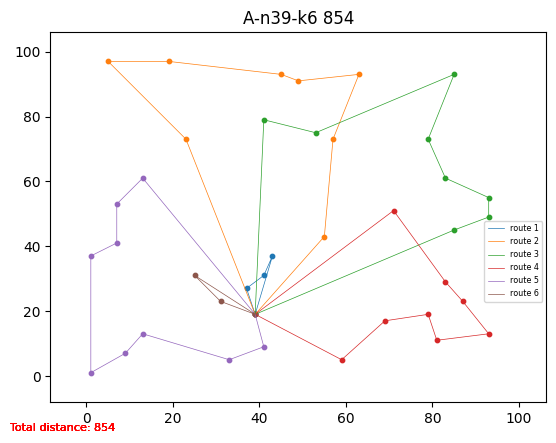 A-n39-k6 854
100
80
60
40
20
0
route 1
route 2
route 3
route 4
route 5
route 6
0 20 40 60 80 100
Total distance: 854